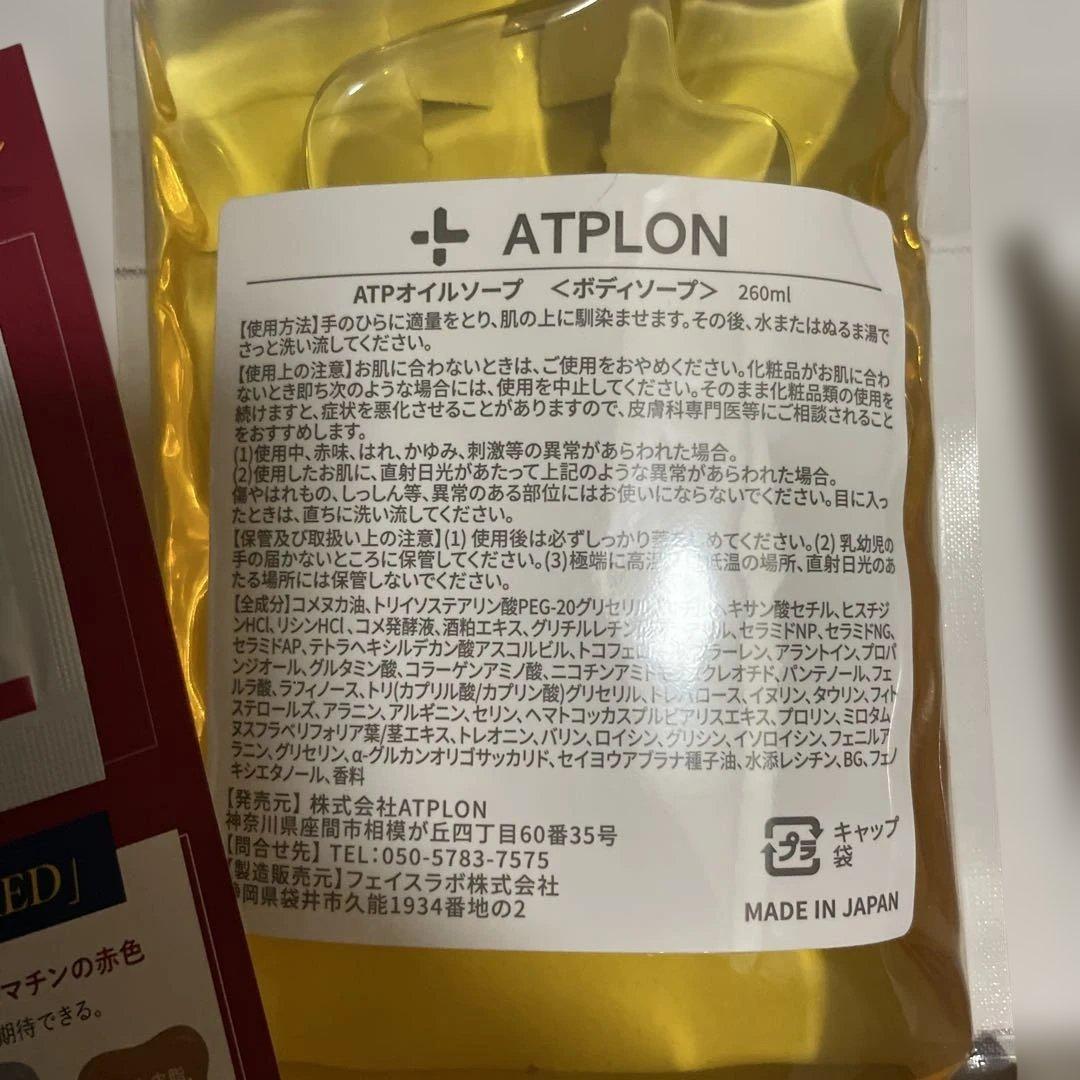 ATPLON
ATPオイルソープ <ボディソープ> 260ml
【使用方法】手のひらに適量をとり、肌の上に馴染ませます。その後、水またはぬるま湯で
さっと洗い流してください。
【使用上の注意】お肌に合わないときは、ご使用をおやめください。化粧品がお肌に合わ
ないとき即ち次のような場合には、使用を中止してください。そのまま化粧品類の使用を
続けますと、症状を悪化させることがありますので、皮膚科専門医等にご相談されること
をおすすめします。
(1)使用中、赤味、はれ、かゆみ、刺激等の異常があらわれた場合。
(2)使用したお肌に、直射日光があたって上記のような異常があらわれた場合。
傷やはれもの、しっしん等、異常のある部位にはお使いにならないでください。目に入っ
たときは、直ちに洗い流してください。
【保管及び取扱い上の注意】(1) 使用後は必ずしっかり蓋を締めてください。(2) 乳幼児の
手の届かないところに保管してください。(3)極端に高温 低温の場所、直射日光のあ
たる場所には保管しないでください。
【全成分】コメヌカ油、トリイソステアリン酸PEG-20グリセリル、 キサン酸セチル、ヒスチジ
ンHCl、リシンHCl、コメ発酵液、酒粕エキス、グリチルレチン酸 ル、セラミドNP、セラミドNG、
セラミドAP、テトラヘキシルデカン酸アスコルビル、トコフェロ フラーレン、アラントイン、プロパ
ンジオール、グルタミン酸、コラーゲンアミノ酸、ニコチンアミド クレオチド、パンテノール、フェ
ルラ酸、ラフィノース、トリ(カプリル酸/カプリン酸)グリセリル、トレハロース、イヌリン、タウリン、フィト
ステロールズ、アラニン、アルギニン、セリン、ヘマトコッカスプルビアリスエキス、プロリン、ミロタム
ヌスフラベリフォリア葉/茎エキス、トレオニン、バリン、ロイシン、グリシン、イソロイシン、フェニルア
ラニン、グリセリン、α-グルカンオリゴサッカリド、セイヨウアブラナ種子油、水添レシチン、BG、フェノ
キシエタノール、香料
【発売元】 株式会社ATPLON
神奈川県座間市相模が丘四丁目60番35号
【問合せ先】 TEL:050-5783-7575
【製造販売元】フェイスラボ株式会社
静岡県袋井市久能1934番地の2
プラ
キャップ
袋
MADE IN JAPAN
ED」
マチンの赤色
期待できる。